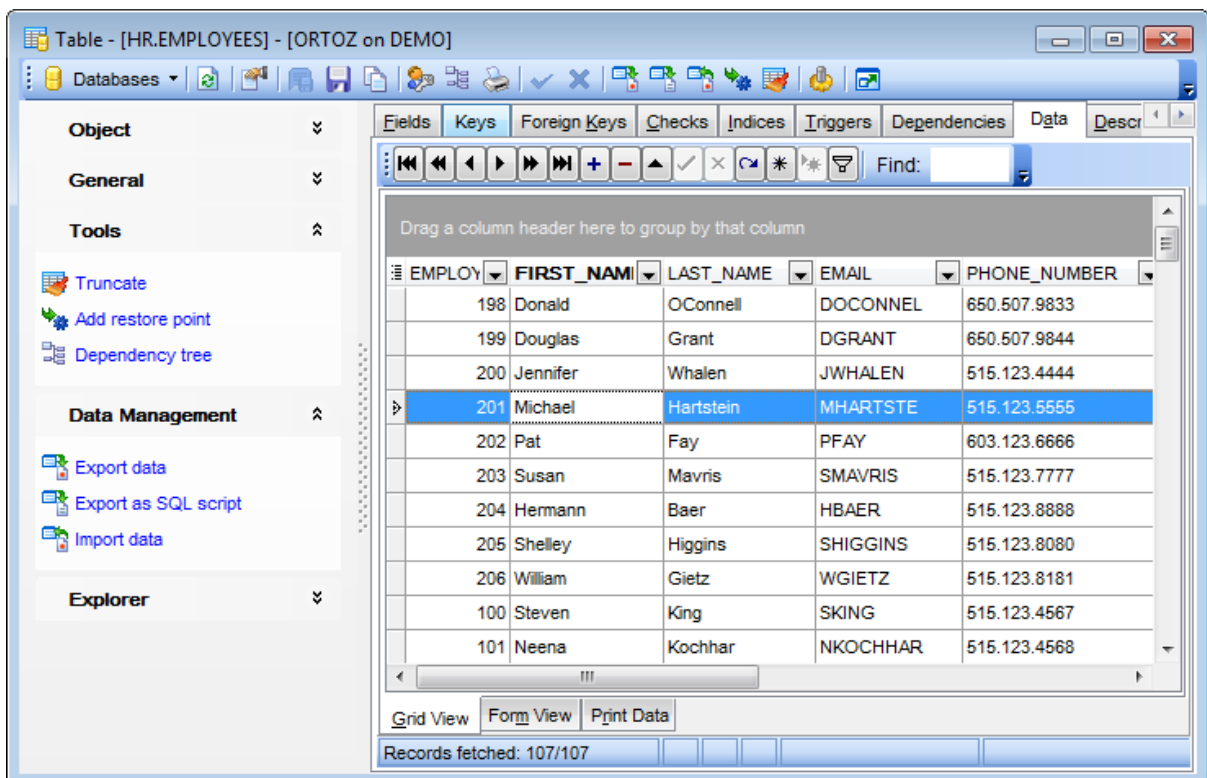 Table - [HR.EMPLOYEES] - [ORTOZ on DEMO]
Databases
Object
General
Tools
Truncate
Add restore point
Dependency tree
Data Management
Export data
Export as SQL script
Import data
Explorer
Fields Keys Foreign Keys Checks Indices Triggers Dependencies Data Descr
Find:
Drag a column header here to group by that column
EMPLOY FIRST_NAM LAST_NAME EMAIL PHONE_NUMBER
198 Donald OConnell DOCONNEL 650.507.9833
199 Douglas Grant DGRANT 650.507.9844
200 Jennifer Whalen JWHALEN 515.123.4444
201 Michael Hartstein MHARTSTE 515.123.5555
202 Pat Fay PFAY 603.123.6666
203 Susan Mavris SMAVRIS 515.123.7777
204 Hermann Baer HBAER 515.123.8888
205 Shelley Higgins SHIGGINS 515.123.8080
206 William Gietz WGIETZ 515.123.8181
100 Steven King SKING 515.123.4567
101 Neena Kochhar NKOCHHAR 515.123.4568
Grid View Form View Print Data
Records fetched: 107/107